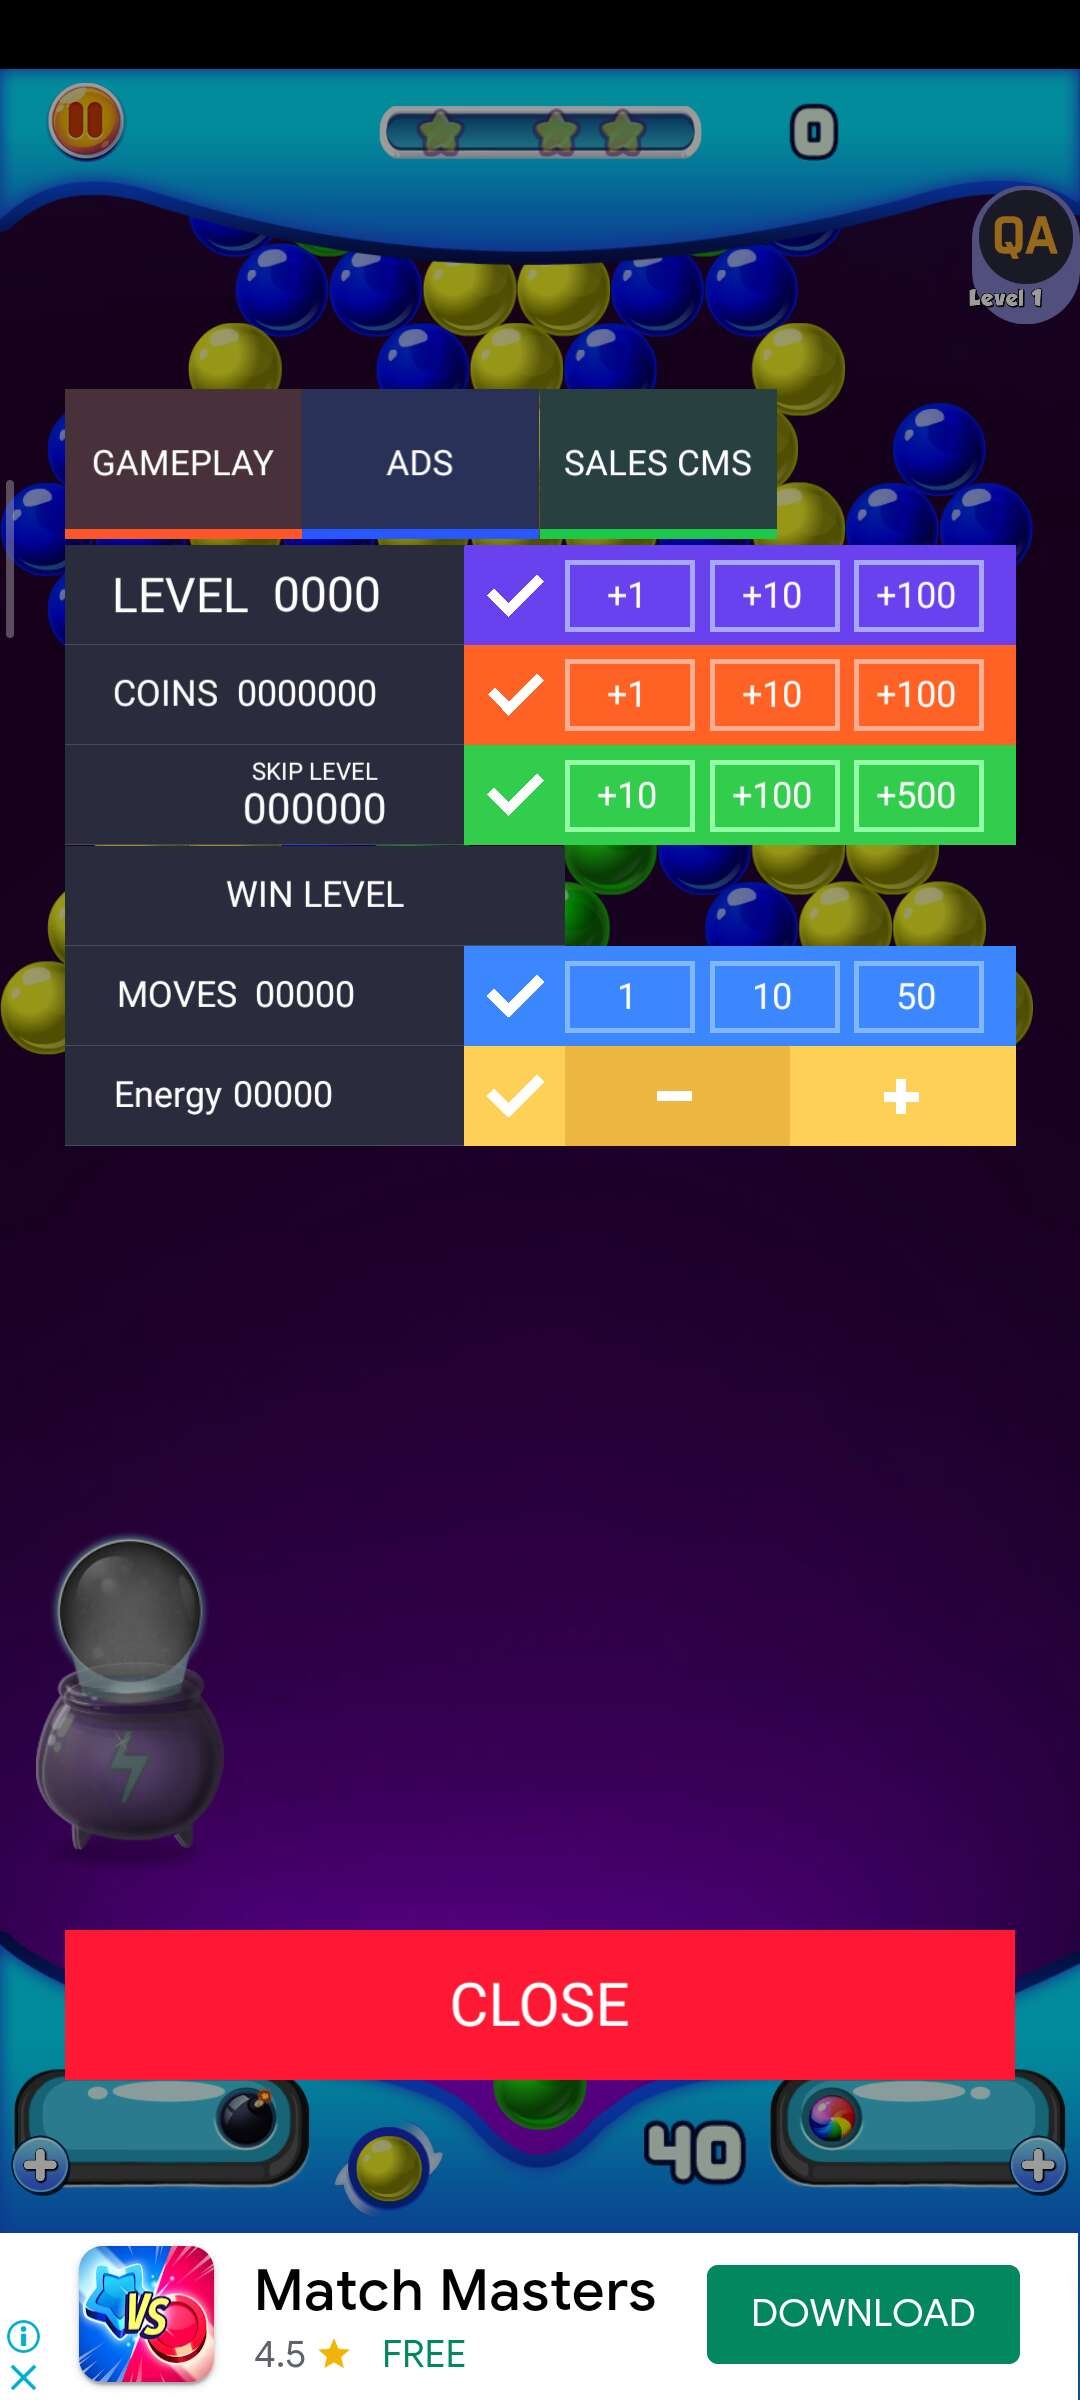 0
QA
Level 1
GAMEPLAY ADS SALES CMS
LEVEL 0000 +1 +10 +100
COINS 0000000 +1 +10 +100
SKIP LEVEL
000000 +10 +100 +500
WIN LEVEL
MOVES 00000 1 10 50
Energy 00000 − +
CLOSE
40
VS
Match Masters
4.5 ★ FREE
DOWNLOAD